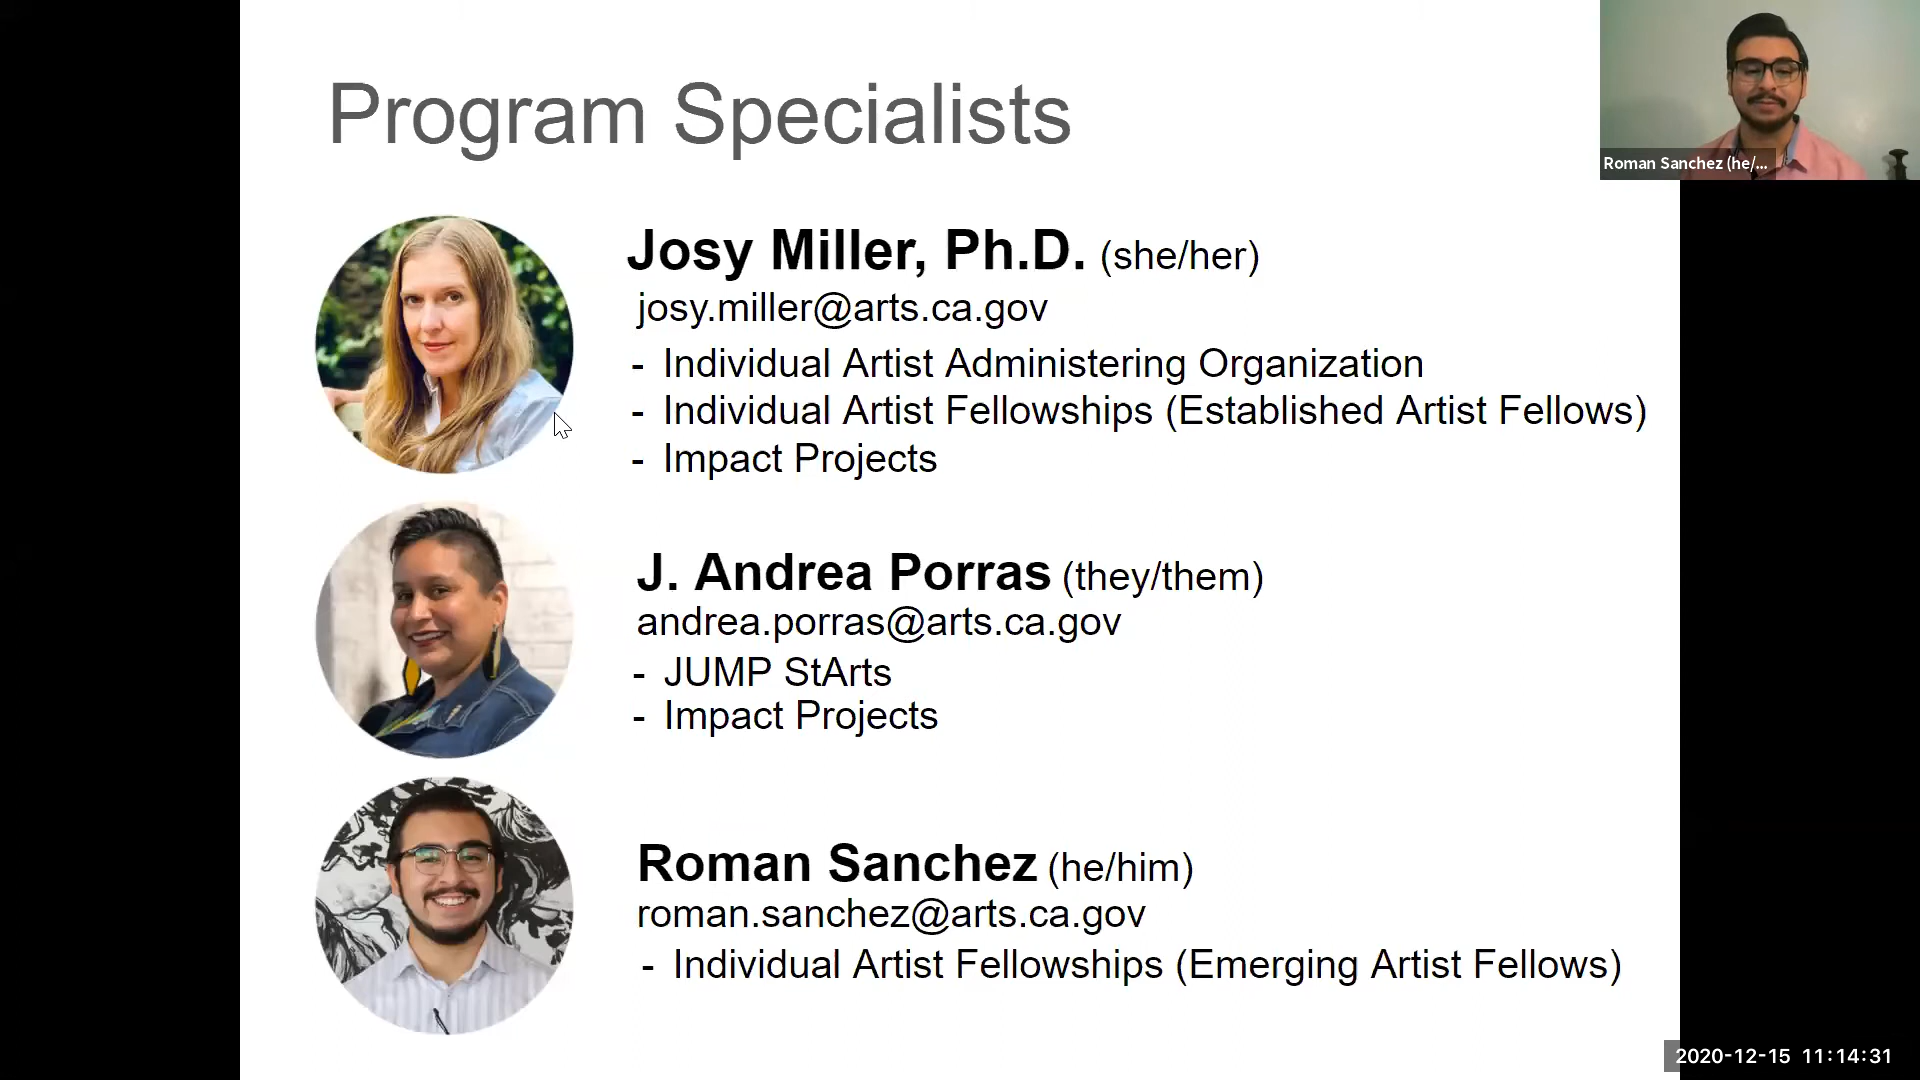 Program Specialists
Roman Sanchez (he/...
Josy Miller, Ph.D. (she/her)
josy.miller@arts.ca.gov
- Individual Artist Administering Organization
- Individual Artist Fellowships (Established Artist Fellows)
- Impact Projects
J. Andrea Porras (they/them)
andrea.porras@arts.ca.gov
- JUMP StArts
- Impact Projects
Roman Sanchez (he/him)
roman.sanchez@arts.ca.gov
- Individual Artist Fellowships (Emerging Artist Fellows)
2020-12-15 11:14:31